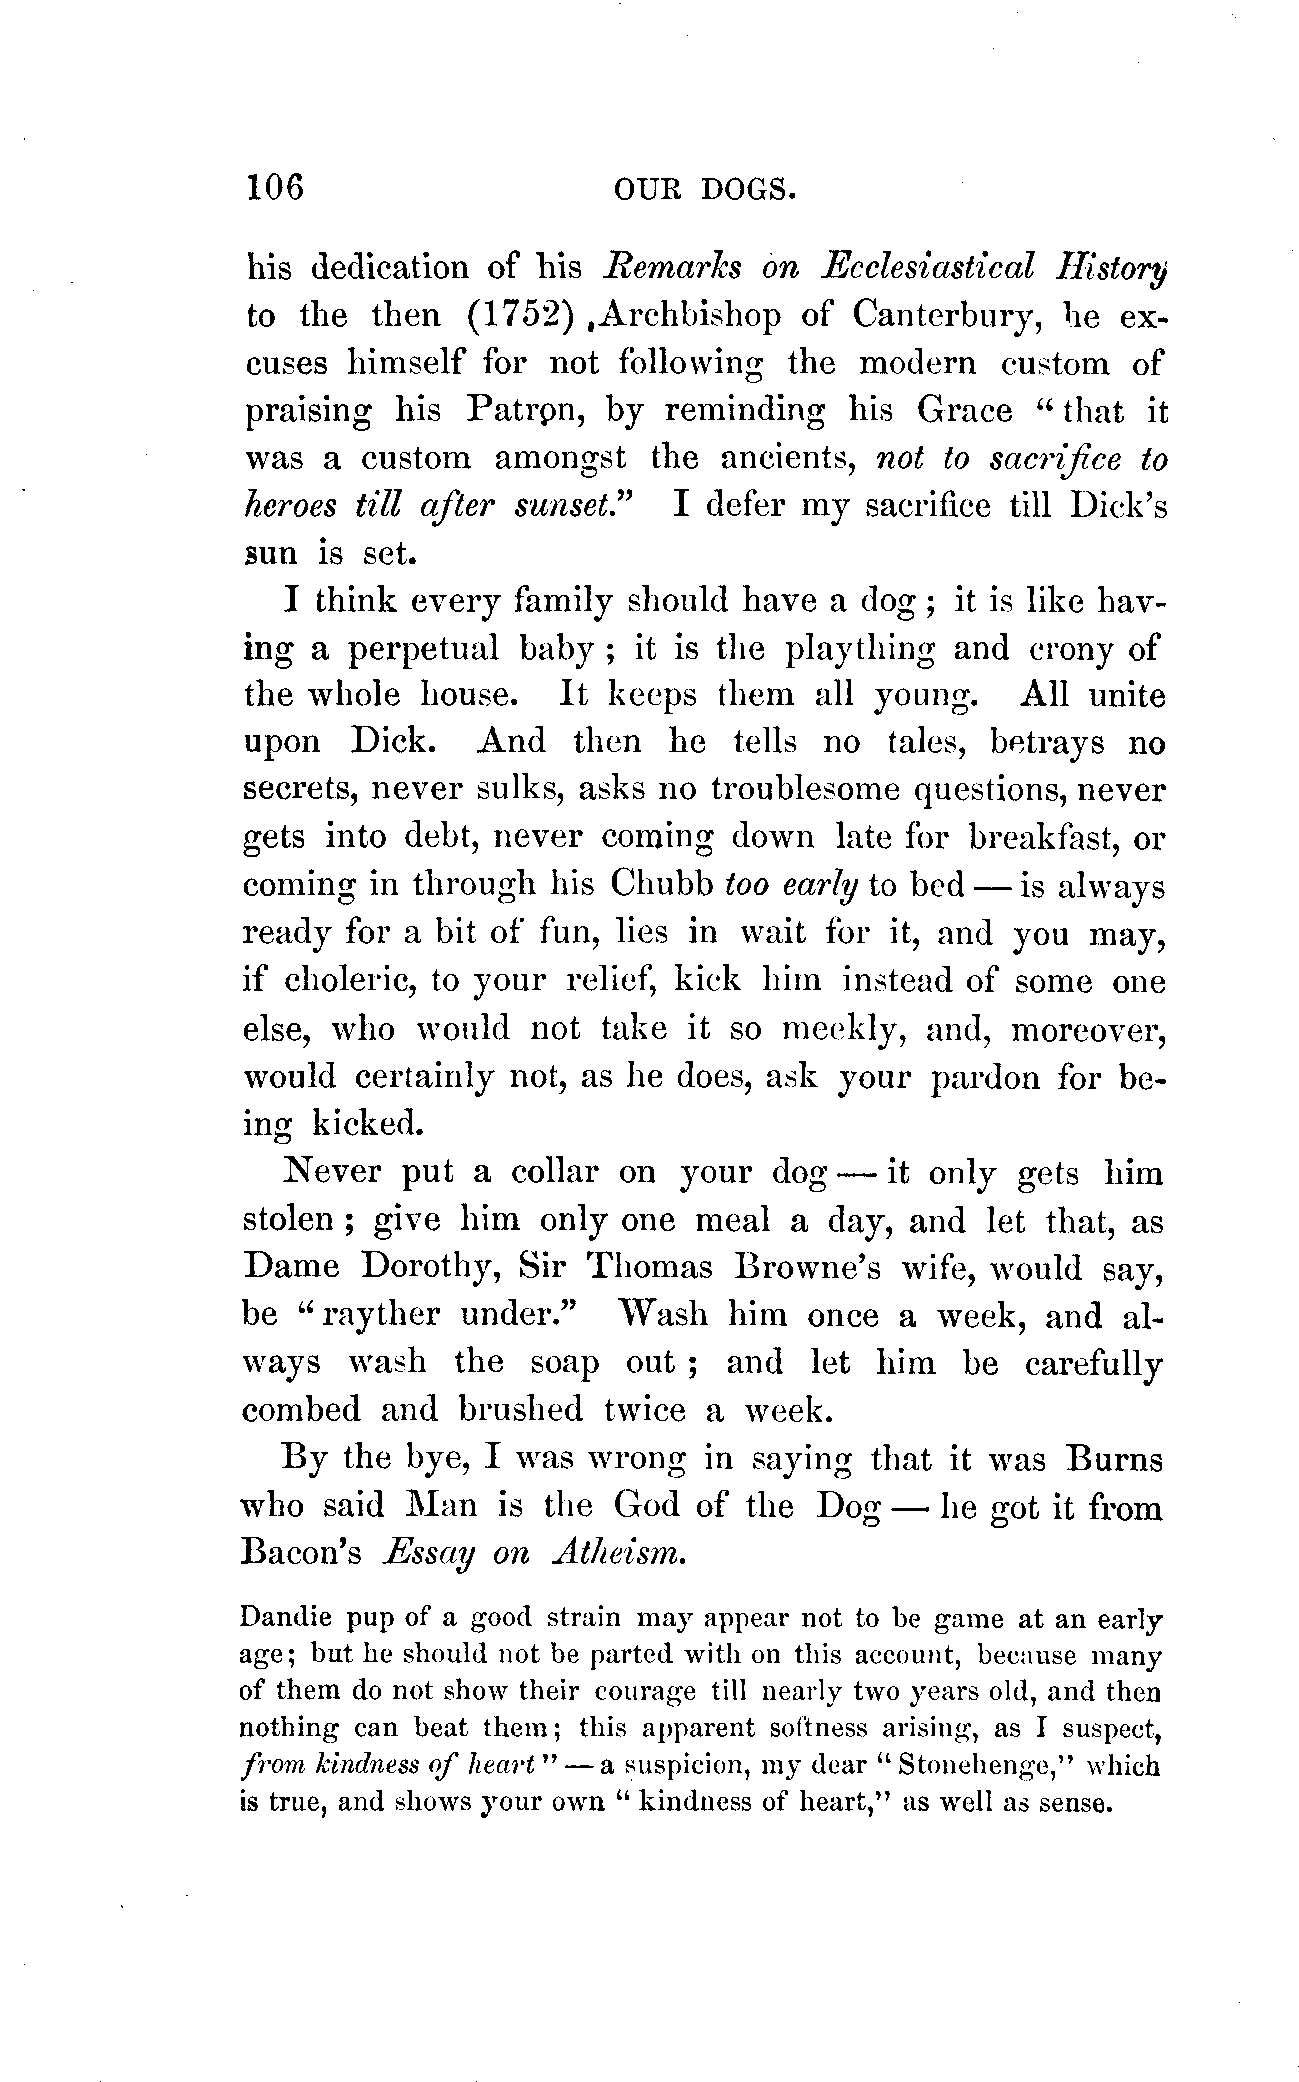 106 OUR DOGS.
his dedication of his Remarks on Ecclesiastical History
to the then (1752) Archbishop of Canterbury, he ex-
cuses himself for not following the modern custom of
praising his Patron, by reminding his Grace “ that it
was a custom amongst the ancients, not to sacrifice to
heroes till after sunset.” I defer my sacrifice till Dick’s
sun is set.
I think every family should have a dog ; it is like hav-
ing a perpetual baby ; it is the plaything and crony of
the whole house. It keeps them all young. All unite
upon Dick. And then he tells no tales, betrays no
secrets, never sulks, asks no troublesome questions, never
gets into debt, never coming down late for breakfast, or
coming in through his Chubb too early to bed — is always
ready for a bit of fun, lies in wait for it, and you may,
if choleric, to your relief, kick him instead of some one
else, who would not take it so meekly, and, moreover,
would certainly not, as he does, ask your pardon for be-
ing kicked.
Never put a collar on your dog — it only gets him
stolen ; give him only one meal a day, and let that, as
Dame Dorothy, Sir Thomas Browne’s wife, would say,
be “ rayther under.” Wash him once a week, and al-
ways wash the soap out ; and let him be carefully
combed and brushed twice a week.
By the bye, I was wrong in saying that it was Burns
who said Man is the God of the Dog — he got it from
Bacon’s Essay on Atheism.
Dandie pup of a good strain may appear not to be game at an early
age; but he should not be parted with on this account, because many
of them do not show their courage till nearly two years old, and then
nothing can beat them; this apparent softness arising, as I suspect,
from kindness of heart ” — a suspicion, my dear “ Stonehenge,” which
is true, and shows your own “ kindness of heart,” as well as sense.